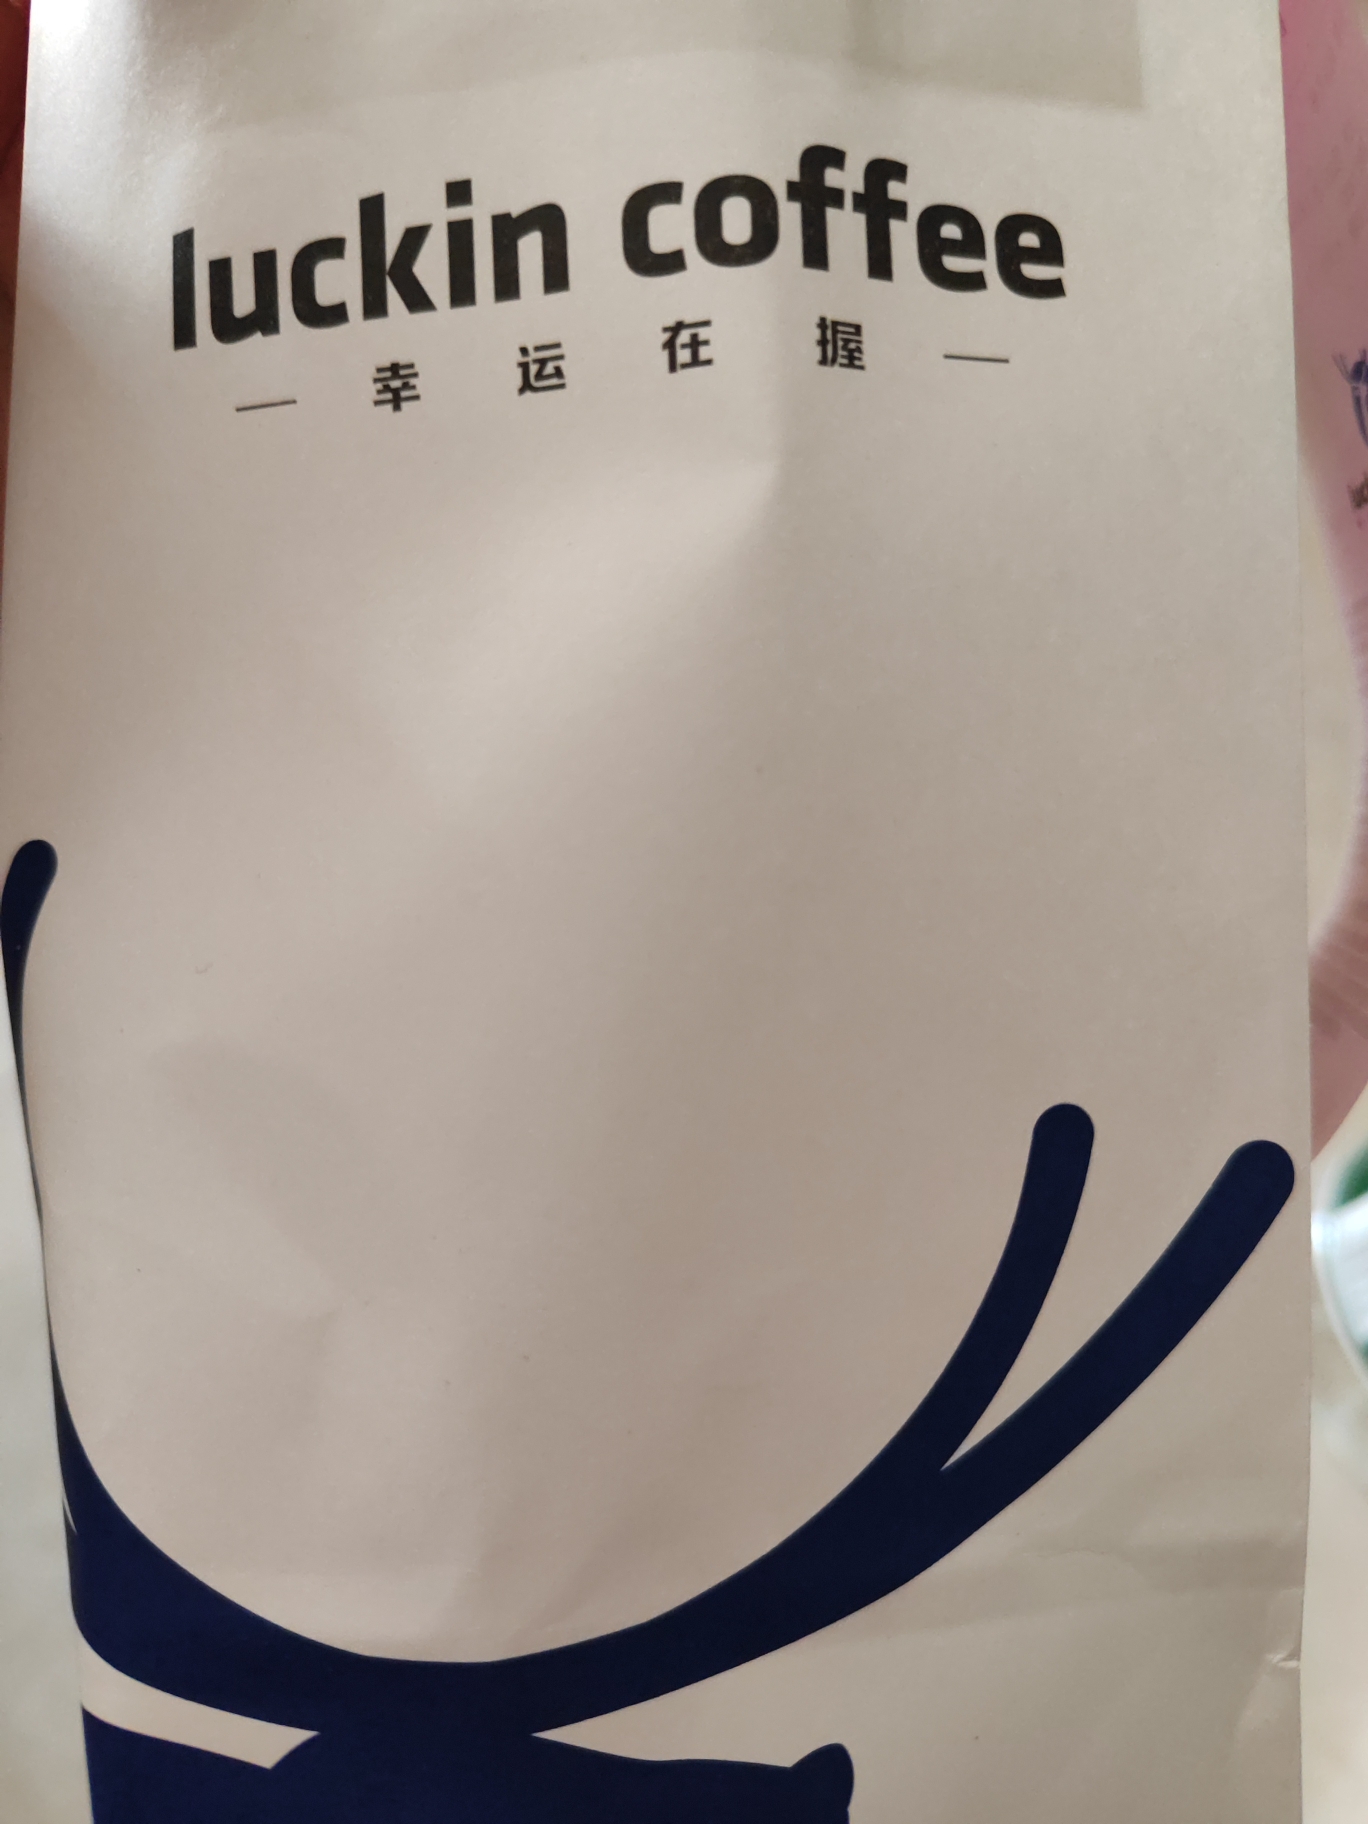 luckin coffee
— 幸 运 在 握 —